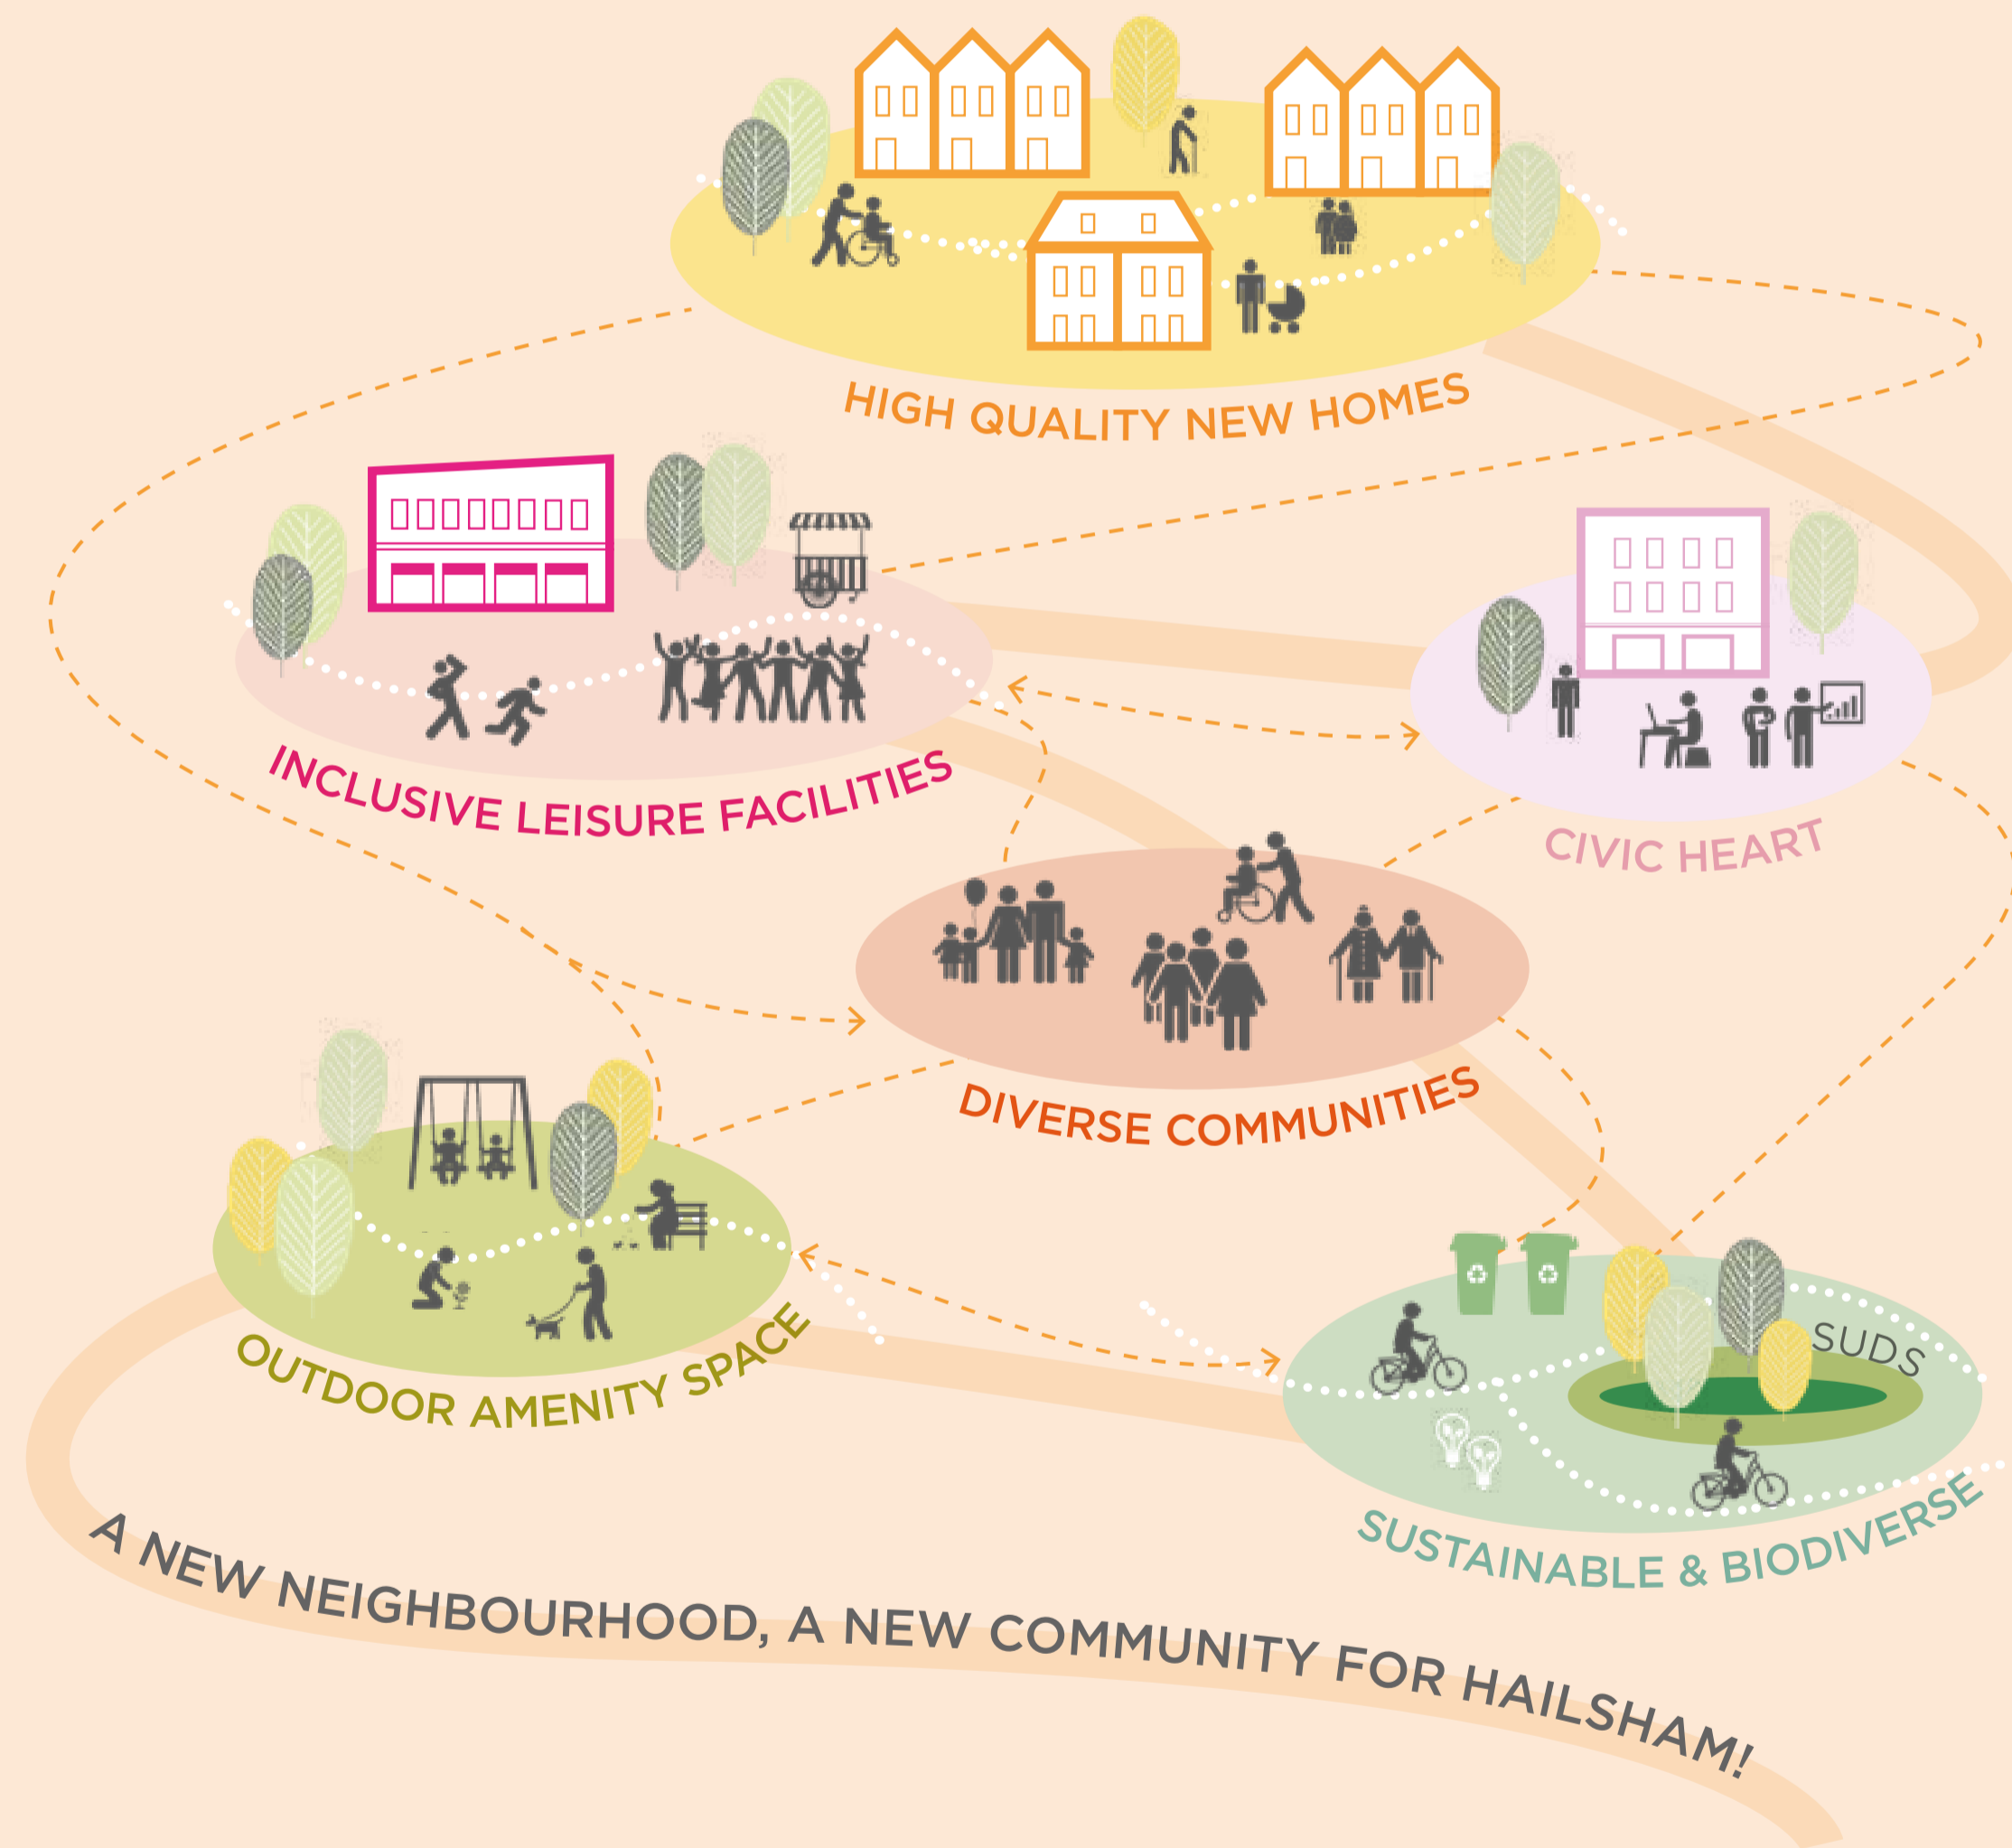 HIGH QUALITY NEW HOMES
INCLUSIVE LEISURE FACILITIES
CIVIC HEART
DIVERSE COMMUNITIES
OUTDOOR AMENITY SPACE
SUDS
SUSTAINABLE & BIODIVERSE
A NEW NEIGHBOURHOOD, A NEW COMMUNITY FOR HAILSHAM!